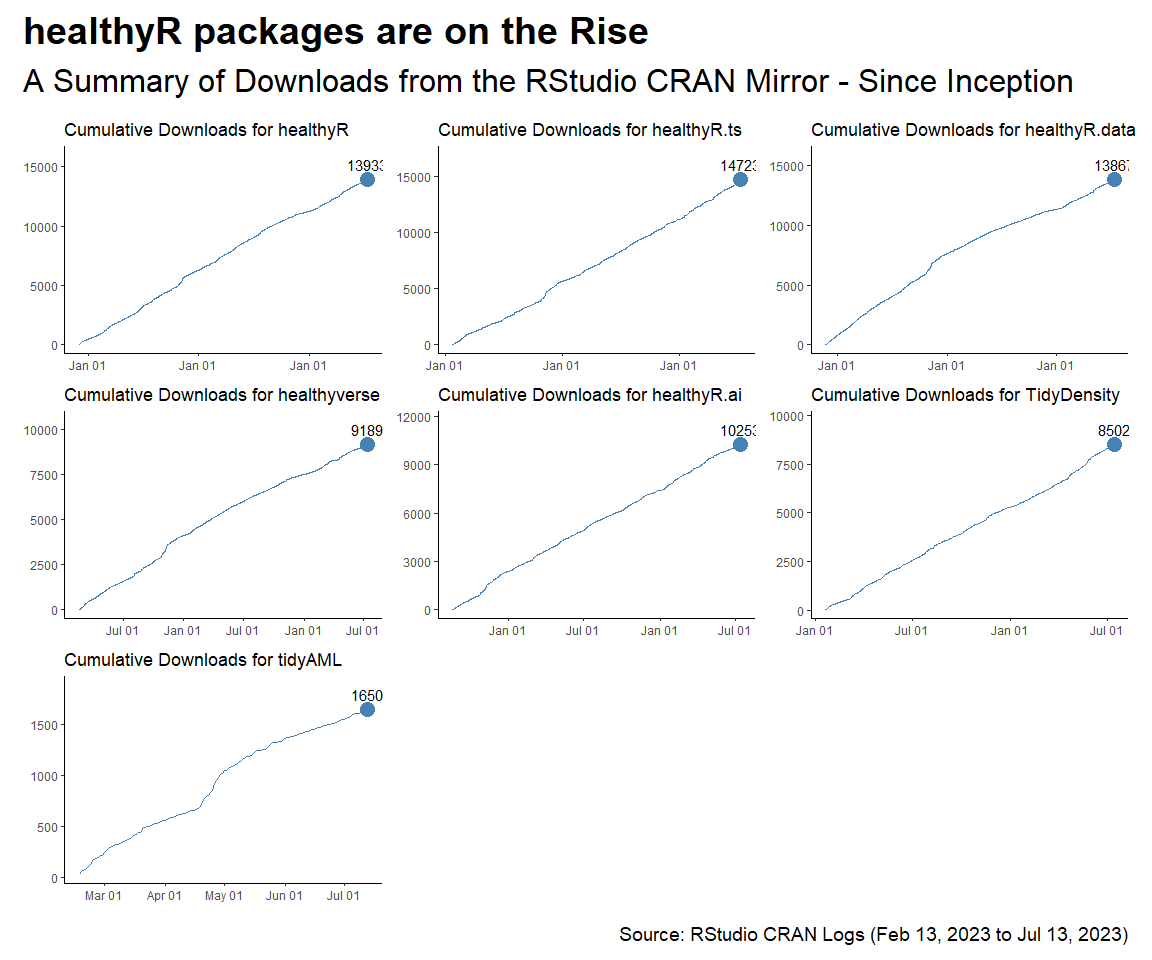 healthyR packages are on the Rise
A Summary of Downloads from the RStudio CRAN Mirror - Since Inception
Cumulative Downloads for healthyR
13933
15000
10000
5000
0
Jan 01 Jan 01 Jan 01
Cumulative Downloads for healthyR.ts
14723
15000
10000
5000
0
Jan 01 Jan 01 Jan 01
Cumulative Downloads for healthyR.data
13867
15000
10000
5000
0
Jan 01 Jan 01 Jan 01
Cumulative Downloads for healthyverse
9189
10000
7500
5000
2500
0
Jul 01 Jan 01 Jul 01 Jan 01 Jul 01
Cumulative Downloads for healthyR.ai
10253
12000
9000
6000
3000
0
Jan 01 Jul 01 Jan 01 Jul 01
Cumulative Downloads for TidyDensity
8502
10000
7500
5000
2500
0
Jan 01 Jul 01 Jan 01 Jul 01
Cumulative Downloads for tidyAML
1650
1500
1000
500
0
Mar 01 Apr 01 May 01 Jun 01 Jul 01
Source: RStudio CRAN Logs (Feb 13, 2023 to Jul 13, 2023)